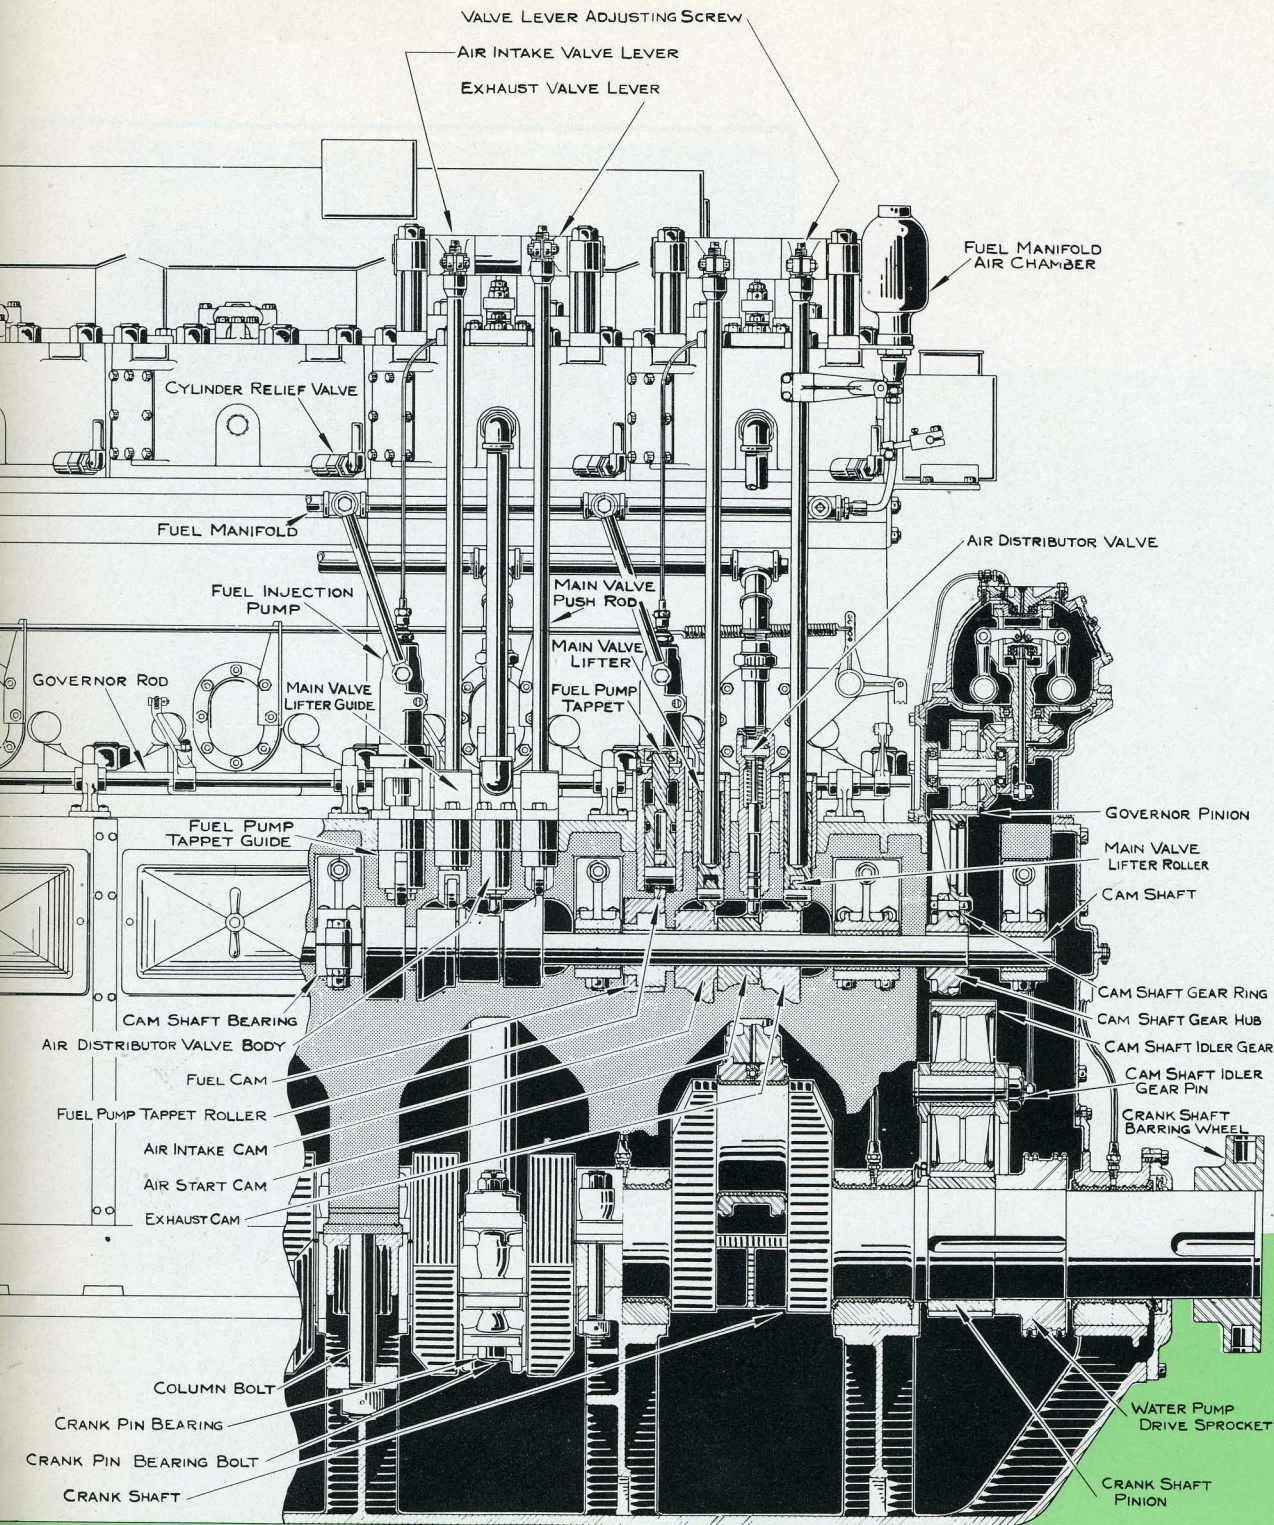 VALVE LEVER ADJUSTING SCREW
AIR INTAKE VALVE LEVER
EXHAUST VALVE LEVER
FUEL MANIFOLD
AIR CHAMBER
CYLINDER RELIEF VALVE
FUEL MANIFOLD
AIR DISTRIBUTOR VALVE
FUEL INJECTION
PUMP
MAIN VALVE
PUSH ROD
MAIN VALVE
LIFTER
GOVERNOR ROD
MAIN VALVE
LIFTER GUIDE
FUEL PUMP
TAPPET
GOVERNOR PINION
FUEL PUMP
TAPPET GUIDE
MAIN VALVE
LIFTER ROLLER
CAM SHAFT
CAM SHAFT GEAR RING
CAM SHAFT BEARING
CAM SHAFT GEAR HUB
AIR DISTRIBUTOR VALVE BODY
CAM SHAFT IDLER GEAR
FUEL CAM
CAM SHAFT IDLER
GEAR PIN
FUEL PUMP TAPPET ROLLER
CRANK SHAFT
BARRING WHEEL
AIR INTAKE CAM
AIR START CAM
EXHAUST CAM
COLUMN BOLT
CRANK PIN BEARING
WATER PUMP
DRIVE SPROCKET
CRANK PIN BEARING BOLT
CRANK SHAFT
CRANK SHAFT
PINION